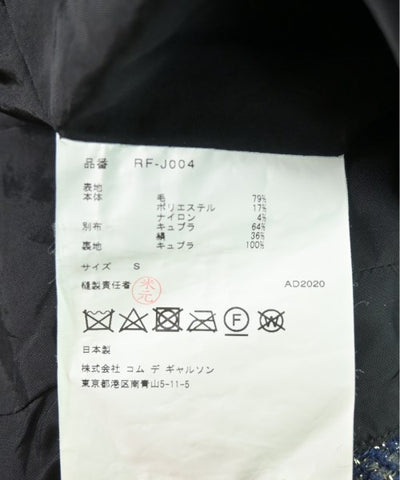 品番 RF-J004
表地
本体 毛 79%
ポリエステル 17%
ナイロン 4%
別布 キュプラ 64%
綿 36%
裏地 キュプラ 100%
サイズ S
縫製責任者 AD2020
F
W
日本製
株式会社 コム デ ギャルソン
東京都港区南青山5-11-5